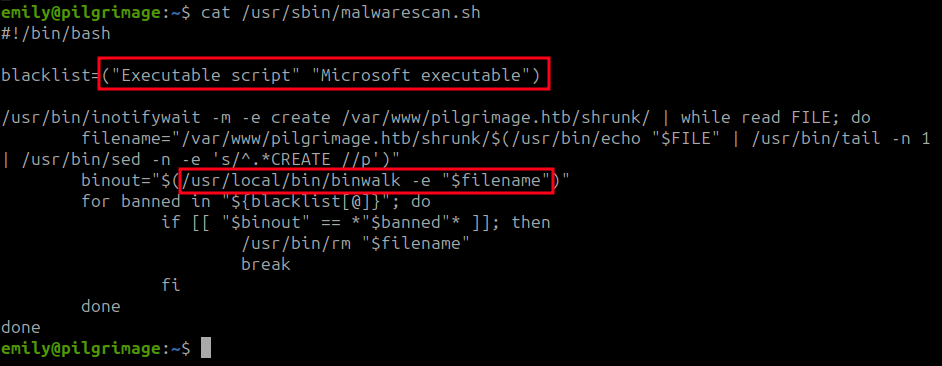 emily@pilgrimage:~$ cat /usr/sbin/malwarescan.sh
#!/bin/bash
blacklist=("Executable script" "Microsoft executable")
/usr/bin/inotifywait -m -e create /var/www/pilgrimage.htb/shrunk/ | while read FILE; do
        filename="/var/www/pilgrimage.htb/shrunk/$(/usr/bin/echo "$FILE" | /usr/bin/tail -n 1
| /usr/bin/sed -n -e 's/^.*CREATE //p')"
        binout="$(/usr/local/bin/binwalk -e "$filename")"
        for banned in "${blacklist[@]}"; do
                if [[ "$binout" == *"$banned"* ]]; then
                        /usr/bin/rm "$filename"
                        break
                fi
        done
done
emily@pilgrimage:~$